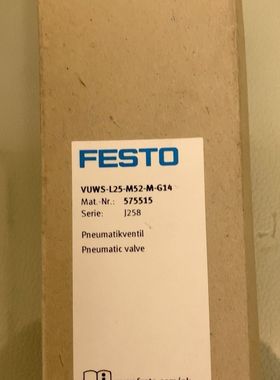 FESTO
VUWS-L25-M52-M-G14
Mat.-Nr.: 575515
Serie: J258
Pneumatikventil
Pneumatic valve